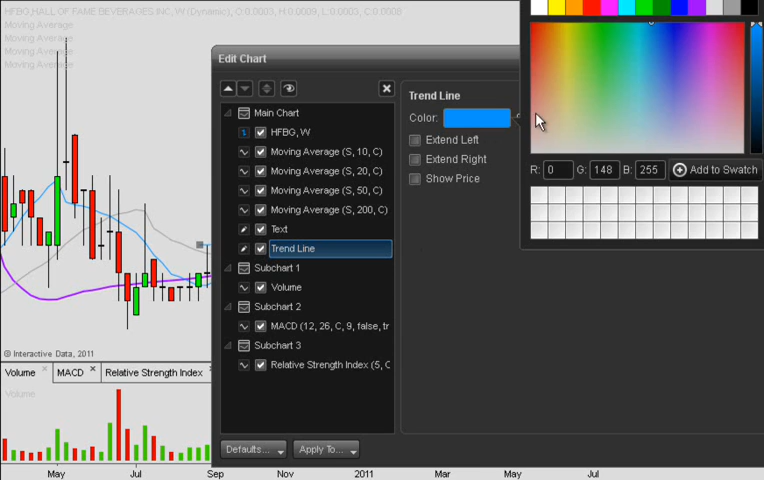 HFBG,HALL OF FAME BEVERAGES INC, W (Dynamic), O:0.0003, H:0.0009, L:0.0003, C:0.0008
Moving Average
Moving Average
Moving Average
Moving Average
Edit Chart
Main Chart
HFBG, W
Moving Average (S, 10, C)
Moving Average (S, 20, C)
Moving Average (S, 50, C)
Moving Average (S, 200, C)
Text
Trend Line
Subchart 1
Volume
Subchart 2
MACD (12, 26, C, 9, false, tr
Subchart 3
Relative Strength Index (5, C
Defaults... Apply To...
Trend Line
Color:
Extend Left
Extend Right
Show Price
R: 0 G: 148 B: 255 Add to Swatch
© Interactive Data, 2011
Volume × MACD × Relative Strength Index ×
Volume
May Jul Sep Nov 2011 Mar May Jul